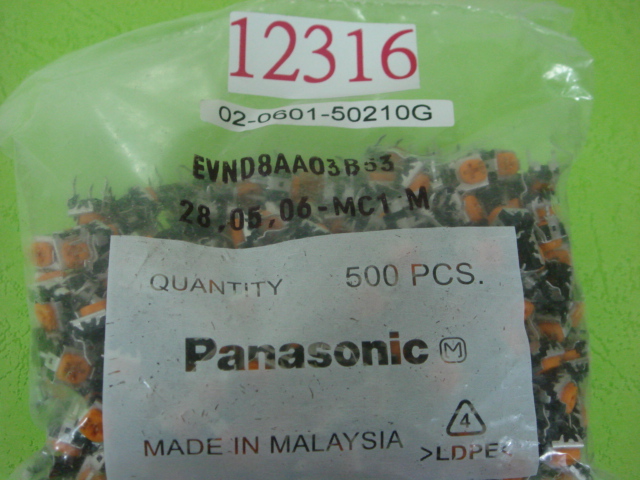 12316
02-0601-50210G
EVND8AA03B53
28,05,06-MC1 M
QUANTITY 500 PCS.
Panasonic M
MADE IN MALAYSIA
4
>LDPE<